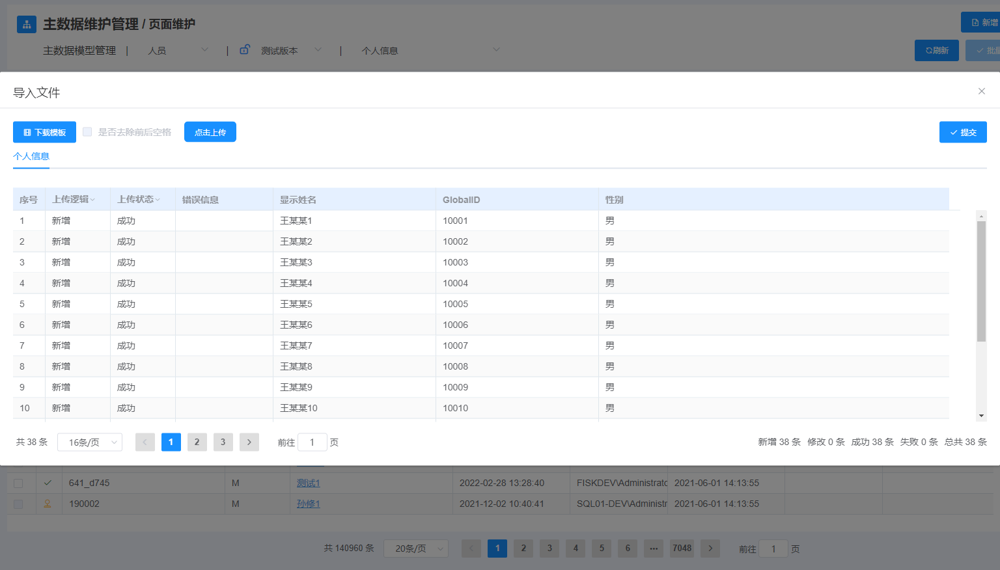 主数据维护管理 / 页面维护
新增
主数据模型管理 | 人员 | 测试版本 | 个人信息
刷新 批量
导入文件
下载模板 是否去除前后空格 点击上传 提交
个人信息
序号 上传逻辑 上传状态 错误信息 显示姓名 GlobalID 性别
1 新增 成功 王某某1 10001 男
2 新增 成功 王某某2 10002 男
3 新增 成功 王某某3 10003 男
4 新增 成功 王某某4 10004 男
5 新增 成功 王某某5 10005 男
6 新增 成功 王某某6 10006 男
7 新增 成功 王某某7 10007 男
8 新增 成功 王某某8 10008 男
9 新增 成功 王某某9 10009 男
10 新增 成功 王某某10 10010 男
共 38 条 16条/页 1 2 3 前往 1 页 新增 38 条 修改 0 条 成功 38 条 失败 0 条 总共 38 条
641_d745 M 测试1 2022-02-28 13:28:40 FISKDEV\Administrato 2021-06-01 14:13:55
190002 M 孙修1 2021-12-02 10:40:41 SQL01-DEV\Administr 2021-06-01 14:13:55
共 140960 条 20条/页 1 2 3 4 5 6 ••• 7048 前往 1 页